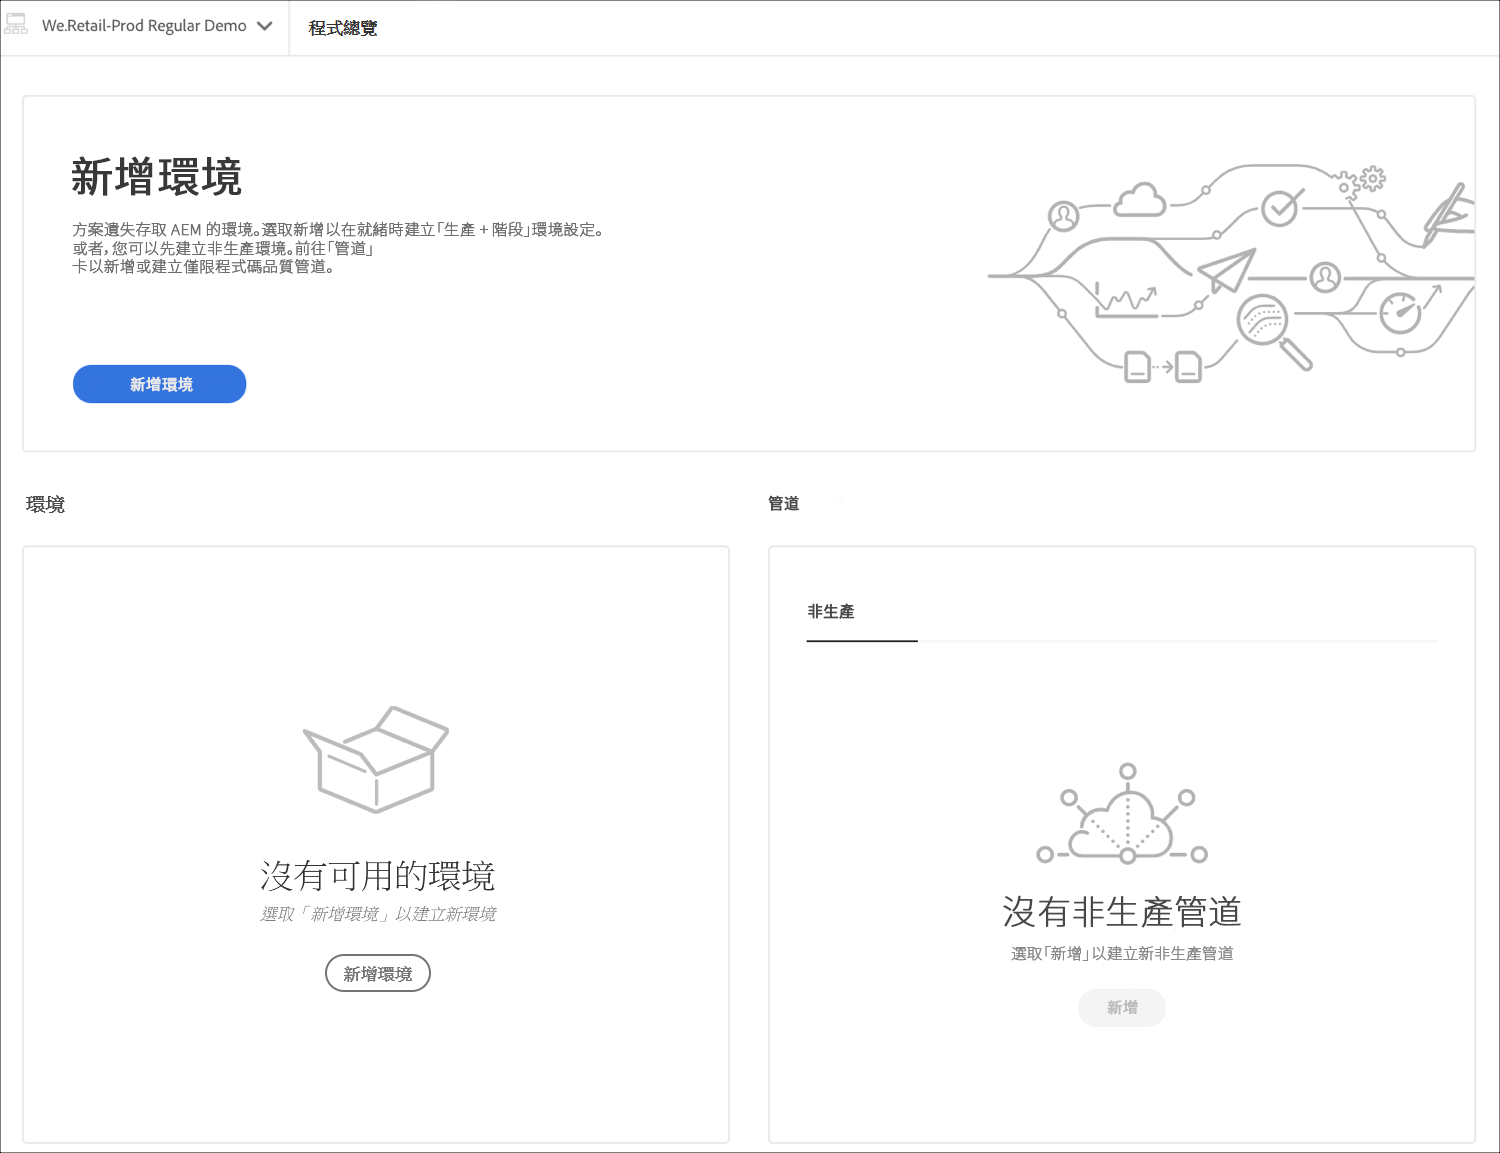 We.Retail-Prod Regular Demo
程式總覽
新增環境
方案遺失存取 AEM 的環境。選取新增以在就緒時建立「生產 + 階段」環境設定。
或者，您可以先建立非生產環境。前往「管道」
卡以新增或建立僅限程式碼品質管道。
新增環境
環境
管道
沒有可用的環境
選取「新增環境」以建立新環境
新增環境
非生產
沒有非生產管道
選取「新增」以建立新非生產管道
新增